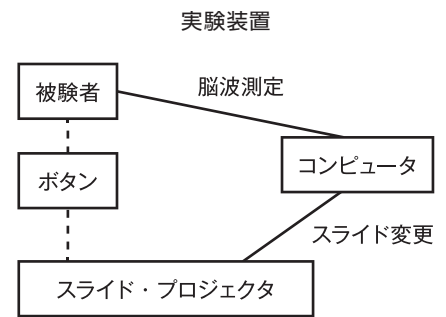 実験装置
被験者
脳波測定
コンピュータ
ボタン
スライド変更
スライド・プロジェクタ